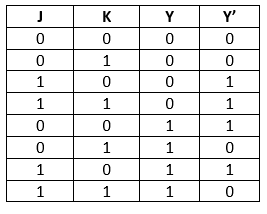 J K Y Y’
0 0 0 0
0 1 0 0
1 0 0 1
1 1 0 1
0 0 1 1
0 1 1 0
1 0 1 1
1 1 1 0